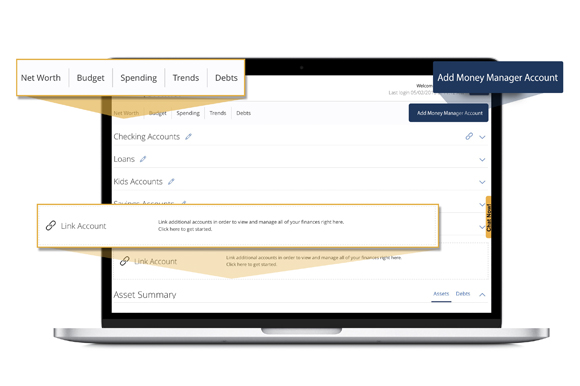 Net Worth Budget Spending Trends Debts
Add Money Manager Account
Welcome
Last login 05/02/
Net Worth Budget Spending Trends Debts
Add Money Manager Account
Checking Accounts
Loans
Kids Accounts
Savings Accounts
Link Account
Link additional accounts in order to view and manage all of your finances right here.
Click here to get started.
Chat Now!
Link Account
Link additional accounts in order to view and manage all of your finances right here.
Click here to get started.
Asset Summary
Assets Debts